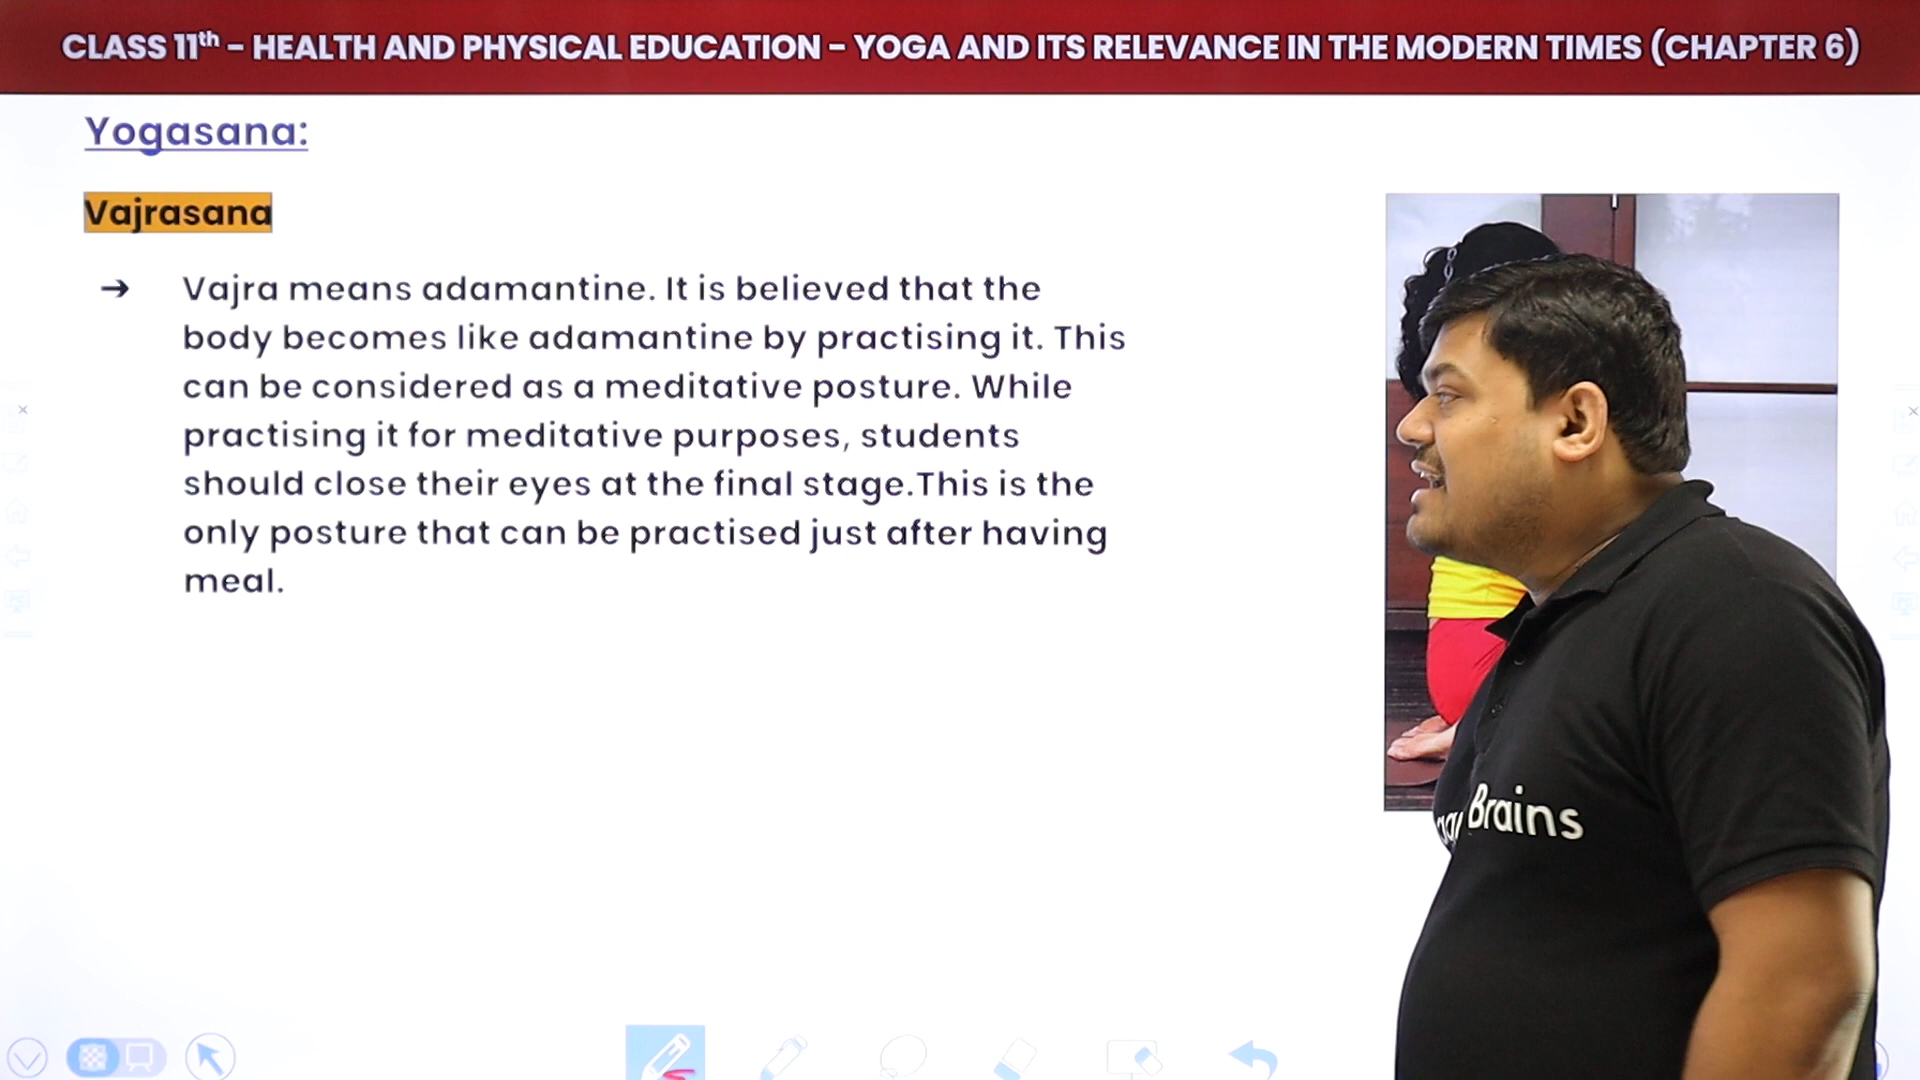 CLASS 11th – HEALTH AND PHYSICAL EDUCATION – YOGA AND ITS RELEVANCE IN THE MODERN TIMES (CHAPTER 6)
Yogasana:
Vajrasana
➔ Vajra means adamantine. It is believed that the
body becomes like adamantine by practising it. This
can be considered as a meditative posture. While
practising it for meditative purposes, students
should close their eyes at the final stage.This is the
only posture that can be practised just after having
meal.
Brains